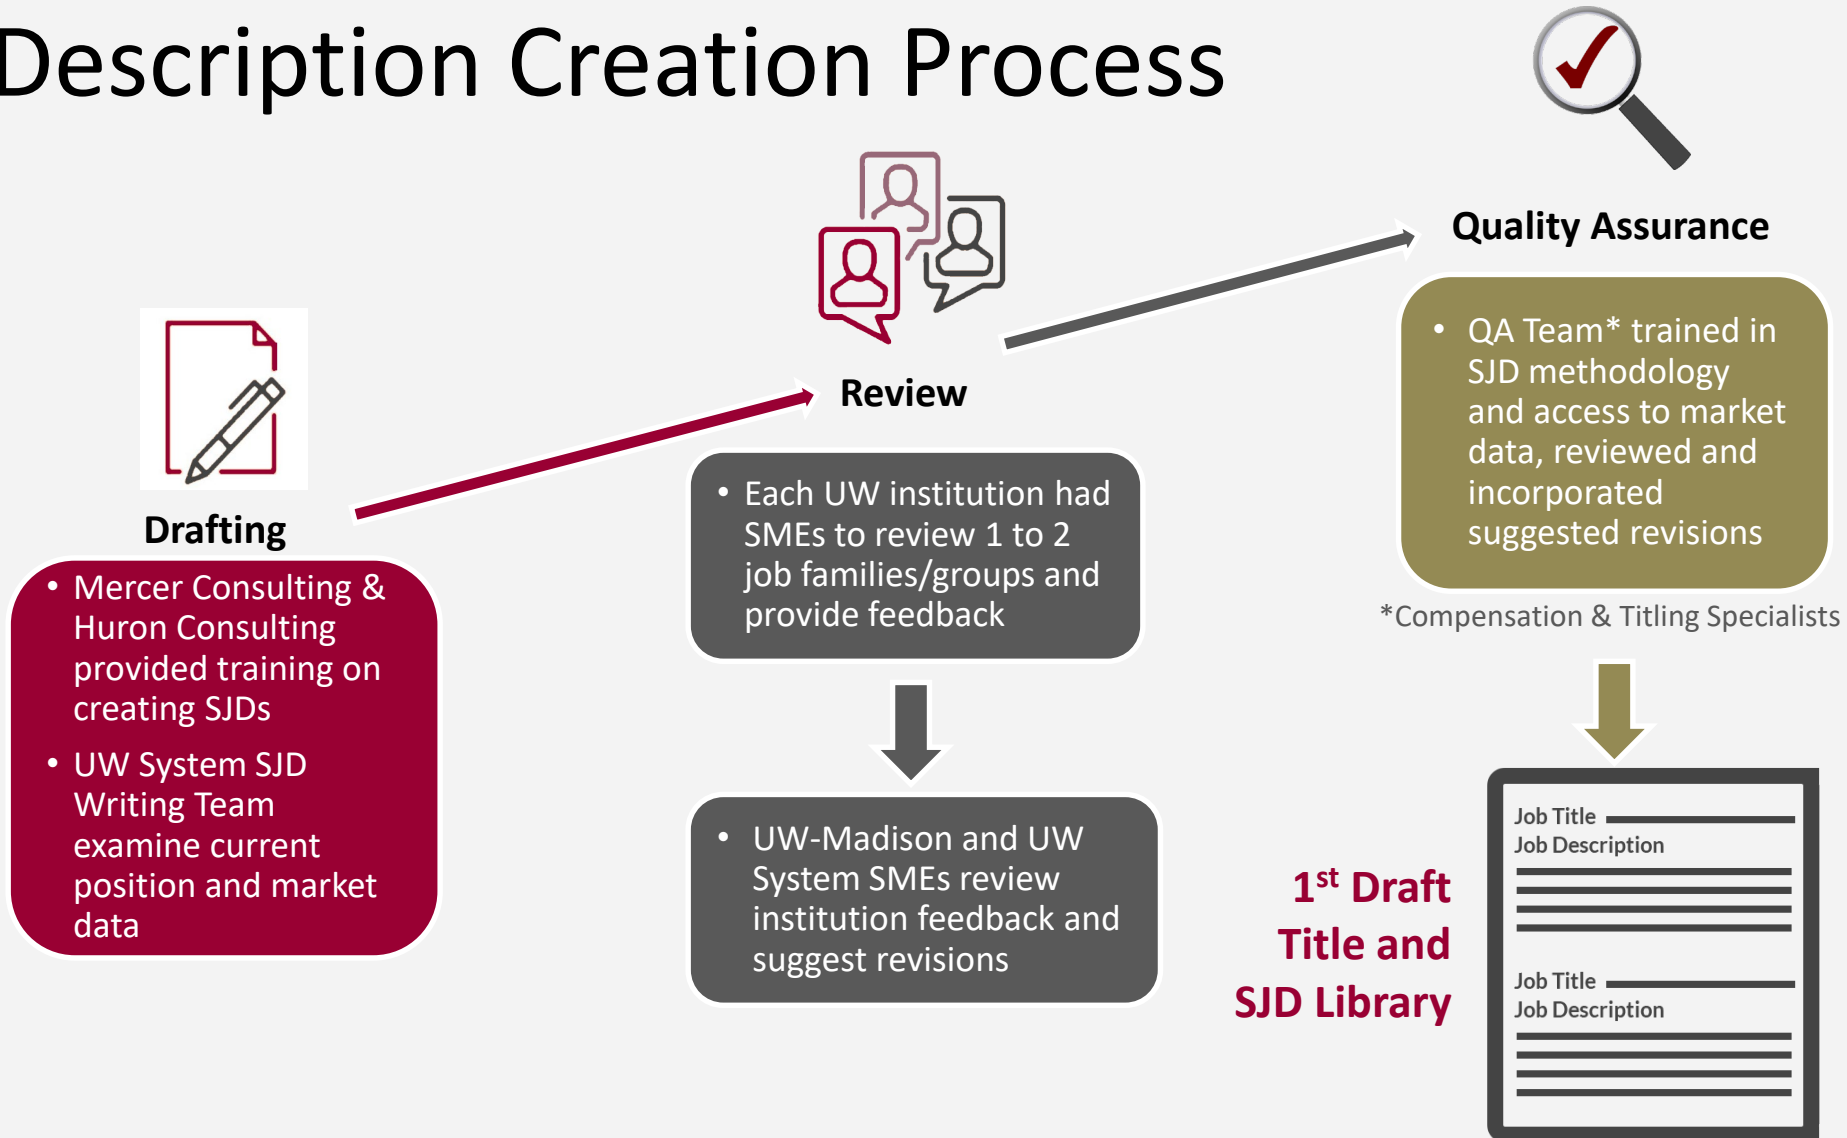 Description Creation Process
Drafting
• Mercer Consulting &
Huron Consulting
provided training on
creating SJDs
• UW System SJD
Writing Team
examine current
position and market
data
Review
• Each UW institution had
SMEs to review 1 to 2
job families/groups and
provide feedback
• UW-Madison and UW
System SMEs review
institution feedback and
suggest revisions
Quality Assurance
• QA Team* trained in
SJD methodology
and access to market
data, reviewed and
incorporated
suggested revisions
*Compensation & Titling Specialists
1st Draft
Title and
SJD Library
Job Title
Job Description
Job Title
Job Description